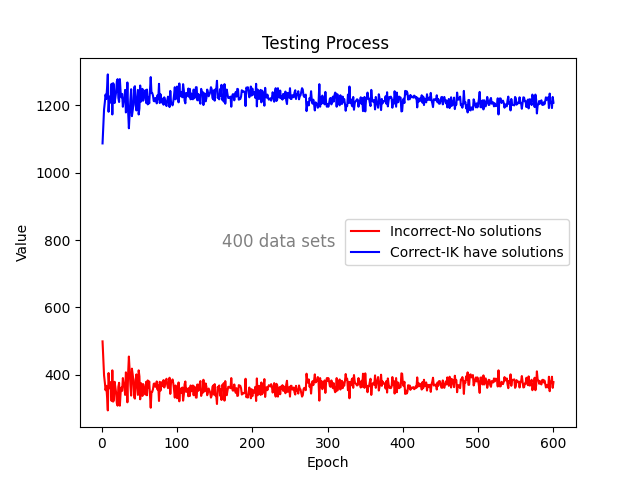 Testing Process
Value
1200
1000
800
600
400
400 data sets
Incorrect-No solutions
Correct-IK have solutions
0 100 200 300 400 500 600
Epoch